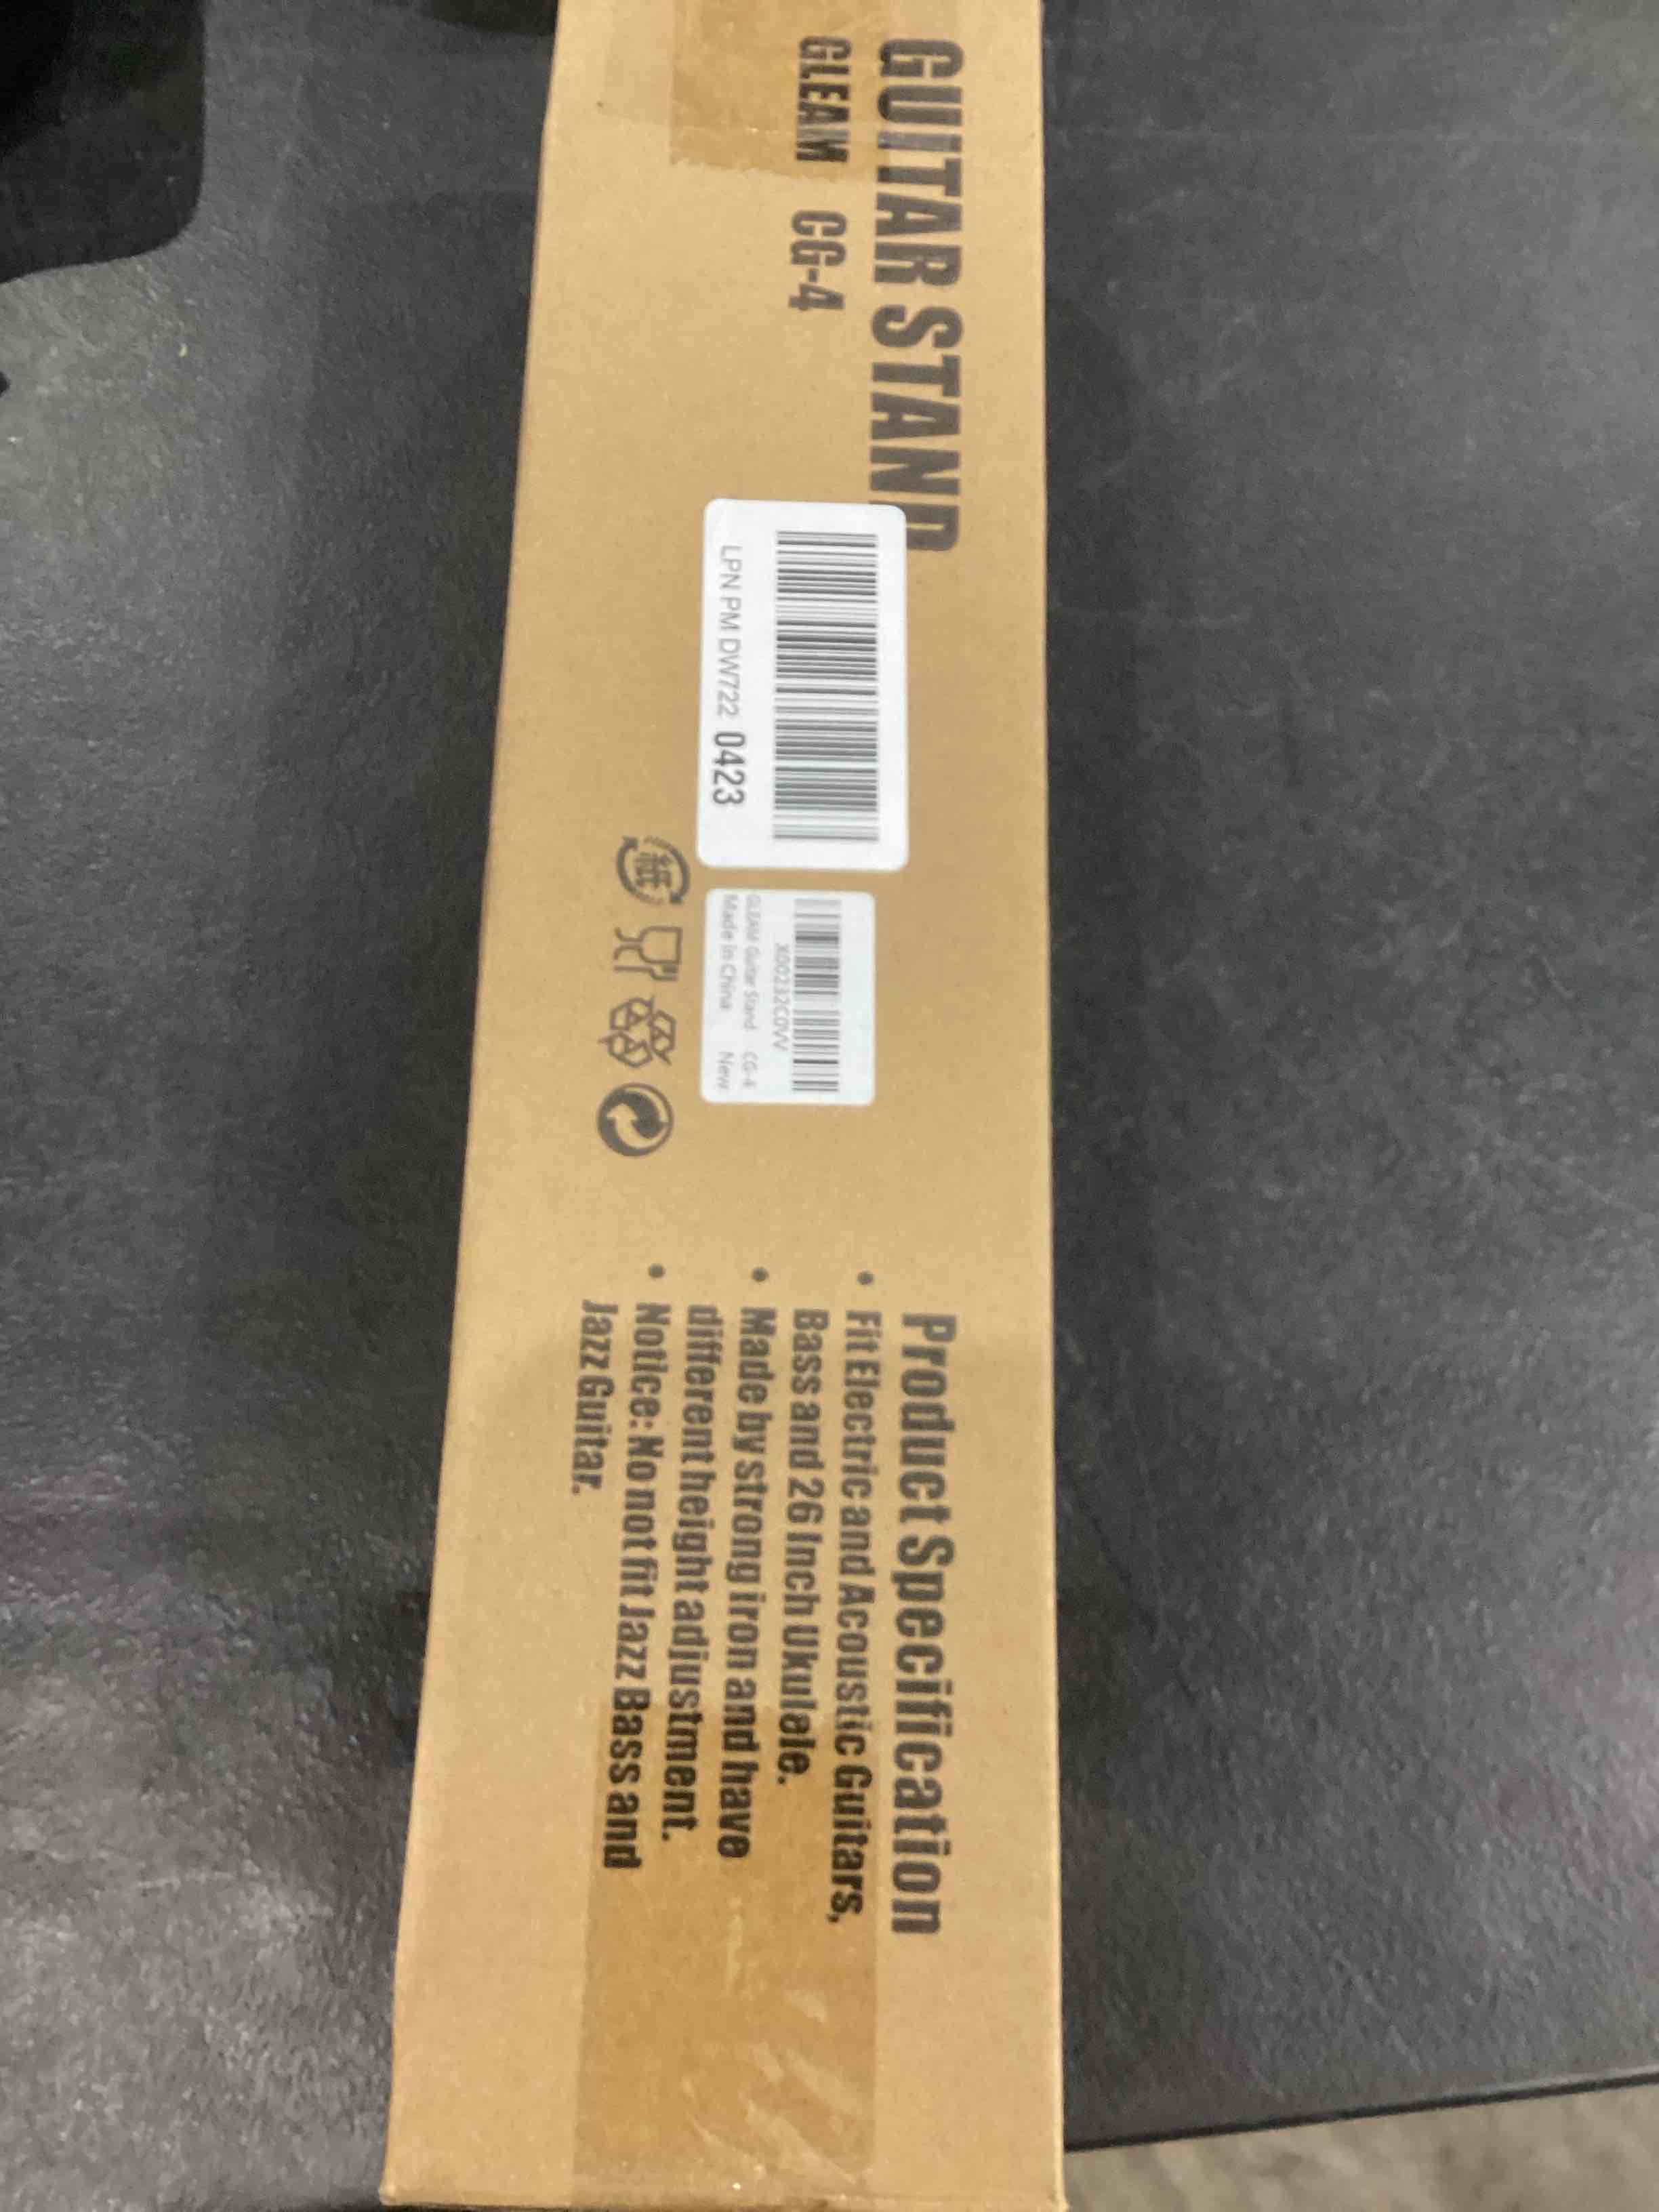 GUITAR STAND
GLEAM CG-4
LPN PM DW722 0423
X00232C0VV
GLEAM Guitar Stand CG-4
Made in China New
紙
Product Specification
• Fit Electric and Acoustic Guitars,
Bass and 26 Inch Ukulele.
• Made by strong iron and have
different height adjustment.
• Notice: No not fit Jazz Bass and
Jazz Guitar.